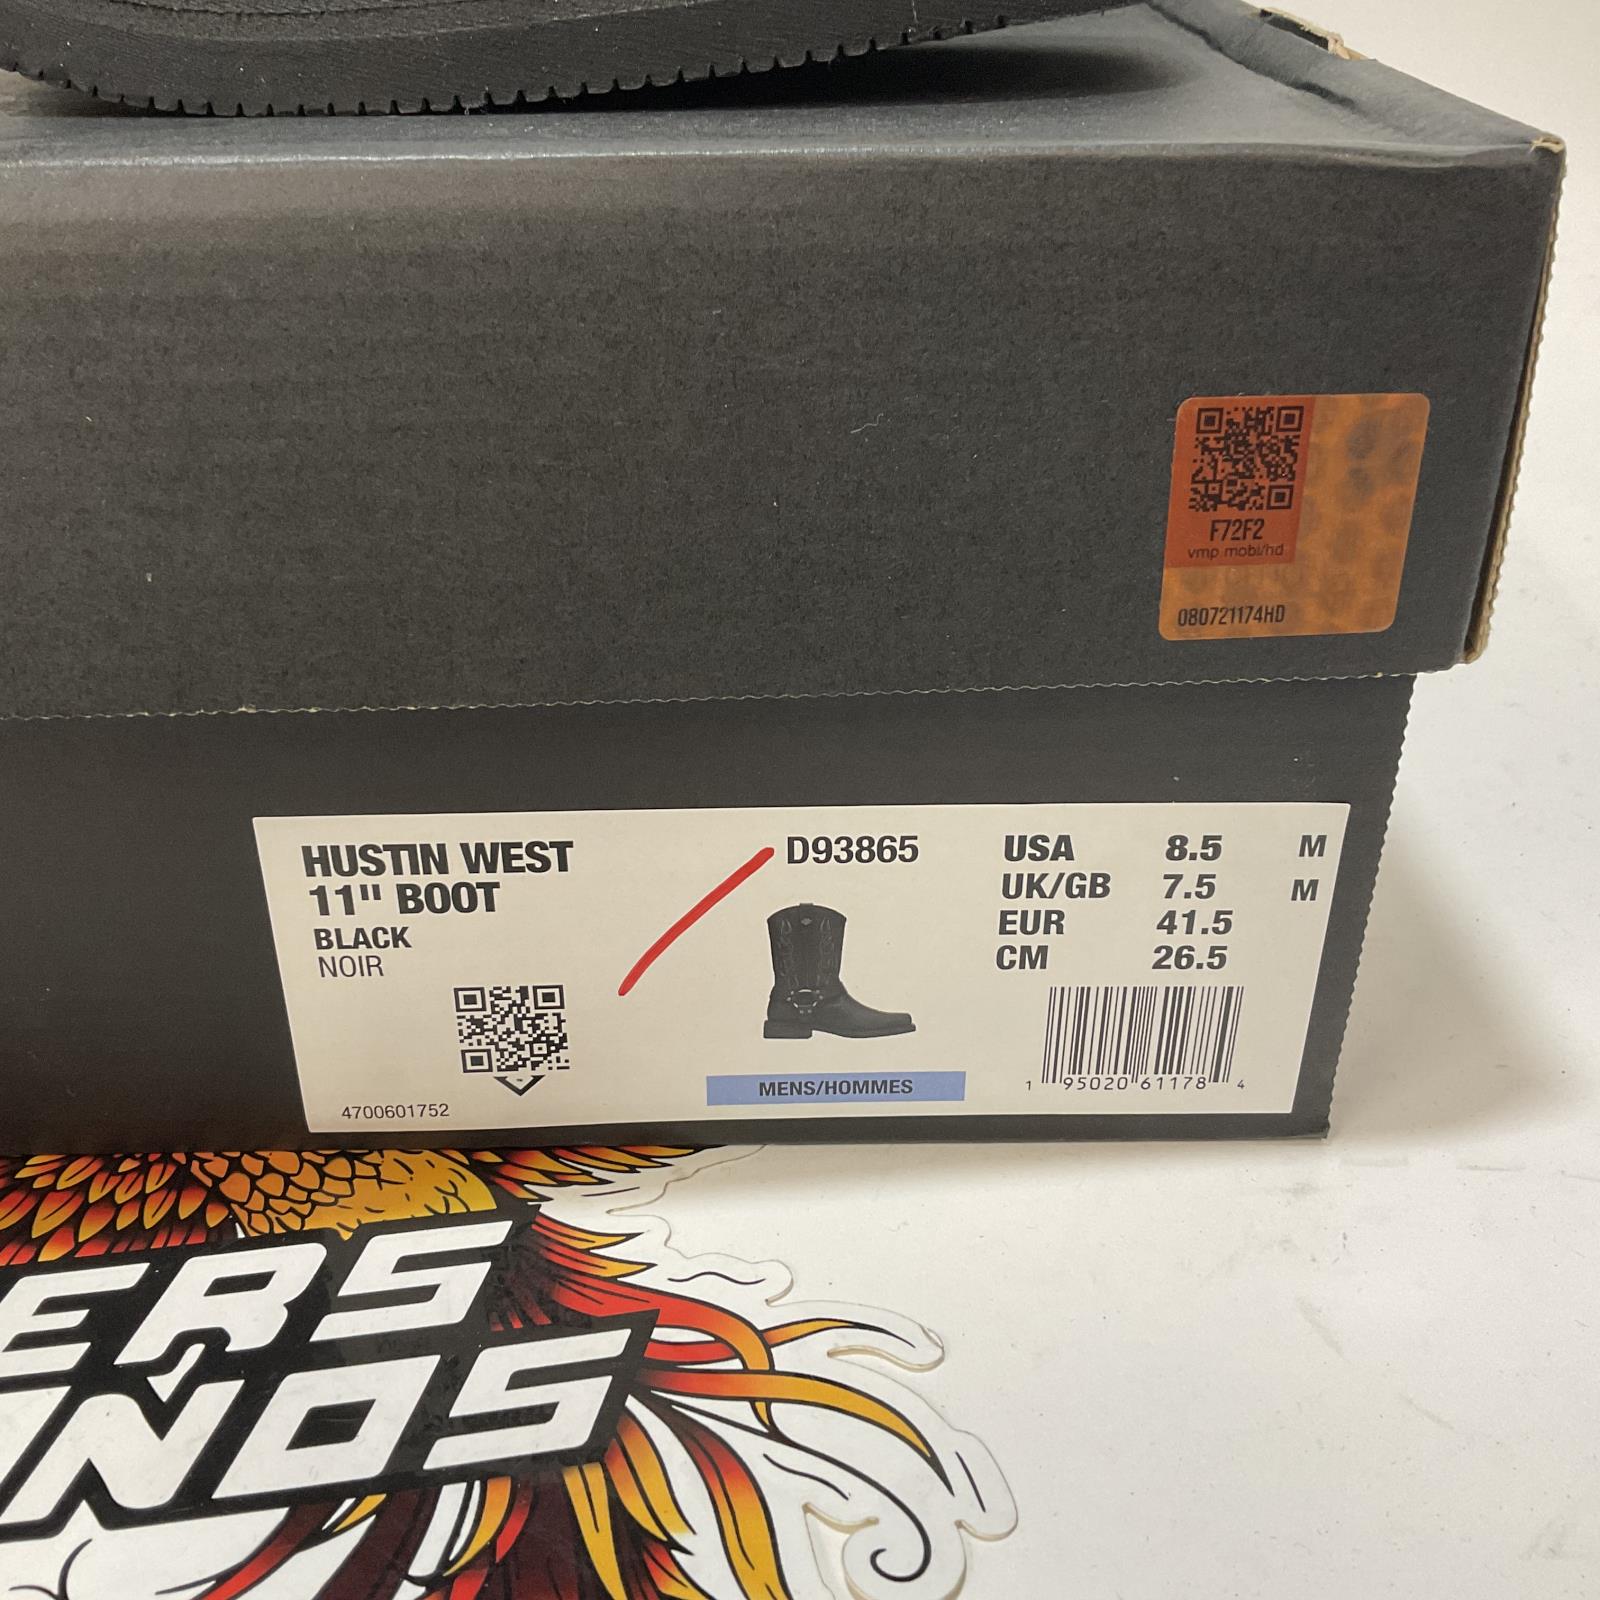 F72F2
vmp.mobi/hd
080721174HD
HUSTIN WEST
11" BOOT
BLACK
NOIR
4700601752
D93865
MENS/HOMMES
USA 8.5 M
UK/GB 7.5 M
EUR 41.5
CM 26.5
1 95020 61178 4
ERS
NOS